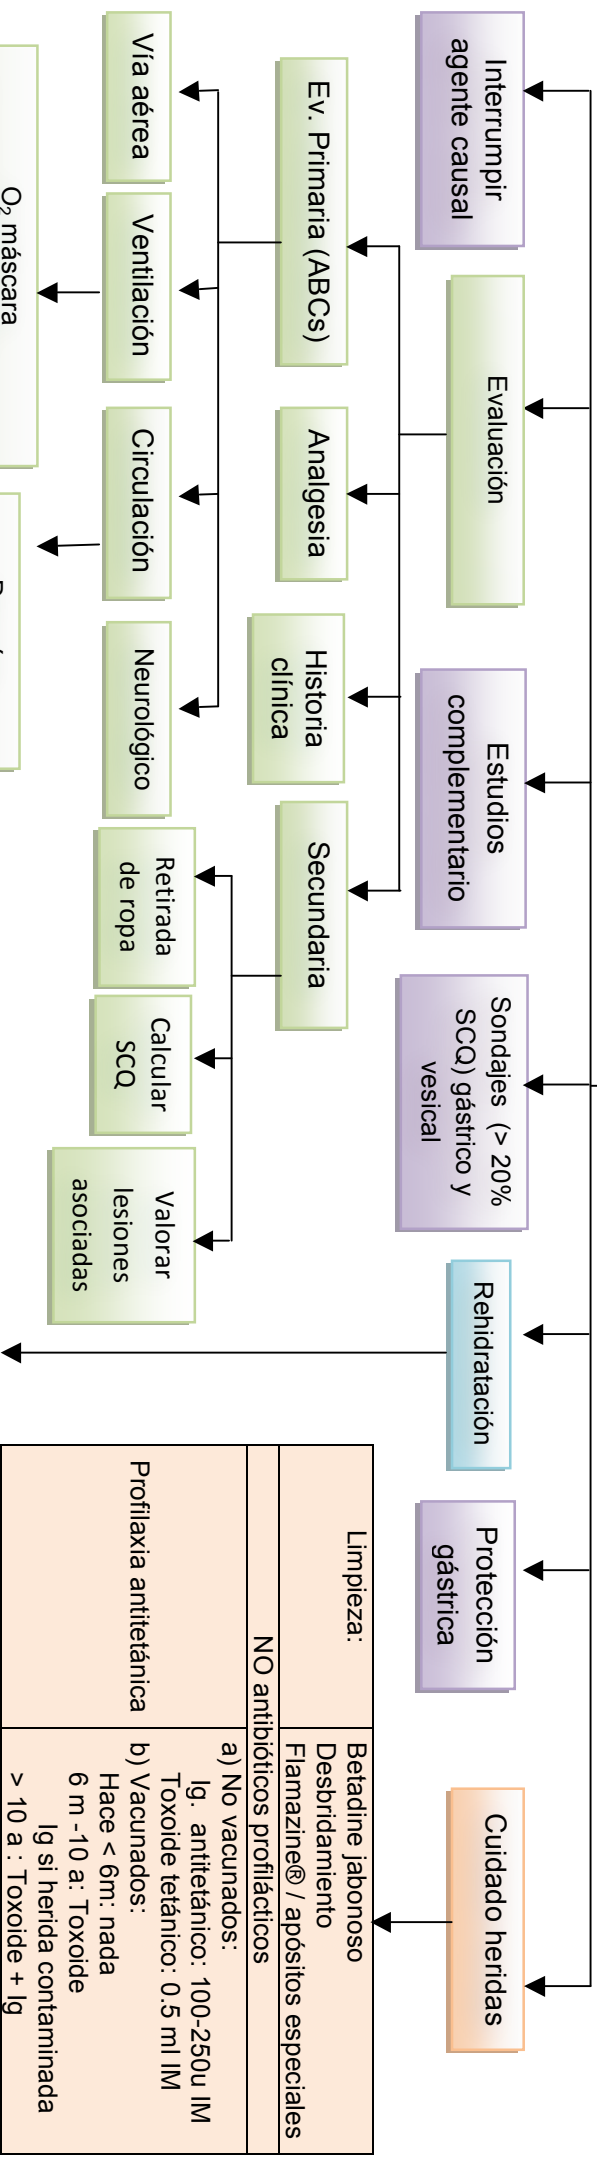 Interrumpir
agente causal
Evaluación
Estudios
complementario
Sondajes (> 20%
SCQ) gástrico y
vesical
Rehidratación
Protección
gástrica
Cuidado heridas
Ev. Primaria (ABCs)
Analgesia
Historia
clínica
Secundaria
Vía aérea
Ventilación
Circulación
Neurológico
Retirada
de ropa
Calcular
SCQ
Valorar
lesiones
asociadas
O2 máscara
Limpieza:
Betadine jabonoso
Desbridamiento
Flamazine® / apósitos especiales
NO antibióticos profilácticos
Profilaxia antitetánica
a) No vacunados:
Ig. antitetánico: 100-250u IM
Toxoide tetánico: 0.5 ml IM
b) Vacunados:
Hace < 6m: nada
6 m -10 a: Toxoide
Ig si herida contaminada
> 10 a : Toxoide + Ig